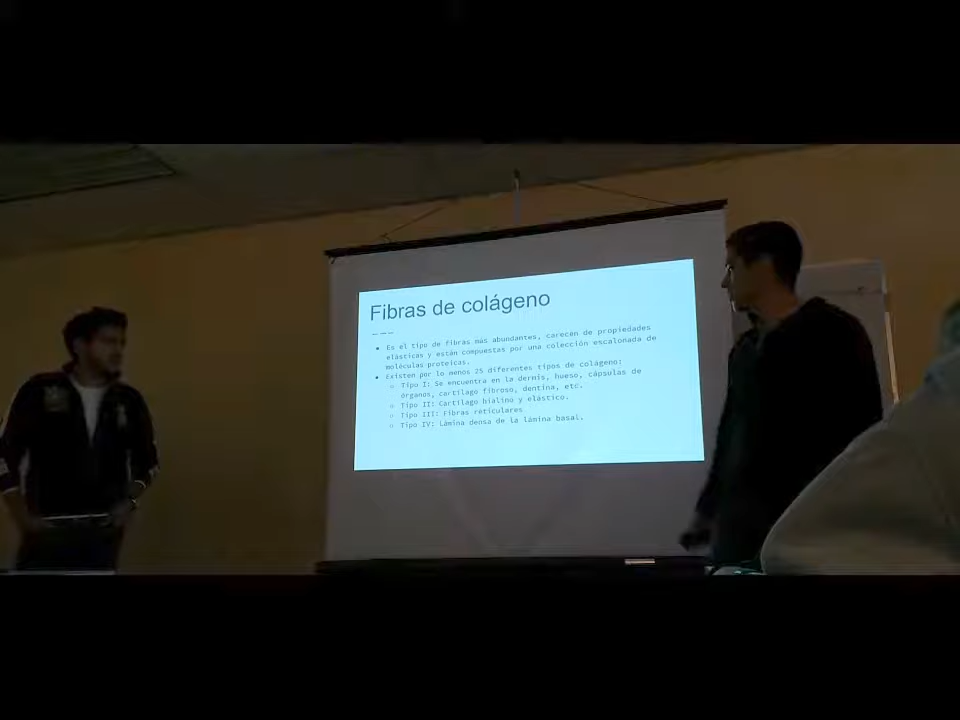 Fibras de colágeno
● Es el tipo de fibras más abundantes, carecen de propiedades
elásticas y están compuestas por una colección escalonada de
moléculas proteicas.
● Existen por lo menos 25 diferentes tipos de colágeno:
○ Tipo I: Se encuentra en la dermis, hueso, cápsulas de
órganos, cartílago fibroso, dentina, etc.
○ Tipo II: Cartílago hialino y elástico.
○ Tipo III: Fibras reticulares
○ Tipo IV: Lámina densa de la lámina basal.